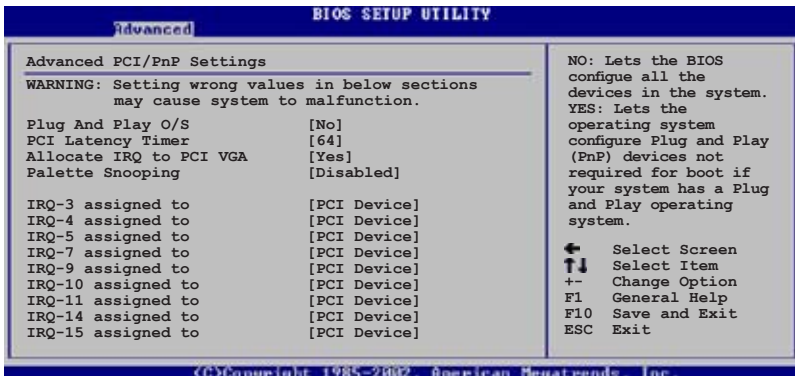 BIOS SETUP UTILITY
Advanced
Advanced PCI/PnP Settings
WARNING: Setting wrong values in below sections
may cause system to malfunction.
Plug And Play O/S [No]
PCI Latency Timer [64]
Allocate IRQ to PCI VGA [Yes]
Palette Snooping [Disabled]
IRQ-3 assigned to [PCI Device]
IRQ-4 assigned to [PCI Device]
IRQ-5 assigned to [PCI Device]
IRQ-7 assigned to [PCI Device]
IRQ-9 assigned to [PCI Device]
IRQ-10 assigned to [PCI Device]
IRQ-11 assigned to [PCI Device]
IRQ-14 assigned to [PCI Device]
IRQ-15 assigned to [PCI Device]
NO: Lets the BIOS
configue all the
devices in the system.
YES: Lets the
operating system
configure Plug and Play
(PnP) devices not
required for boot if
your system has a Plug
and Play operating
system.
← Select Screen
↑↓ Select Item
+- Change Option
F1 General Help
F10 Save and Exit
ESC Exit
(C)Copyright 1985-2002, American Megatrends, Inc.